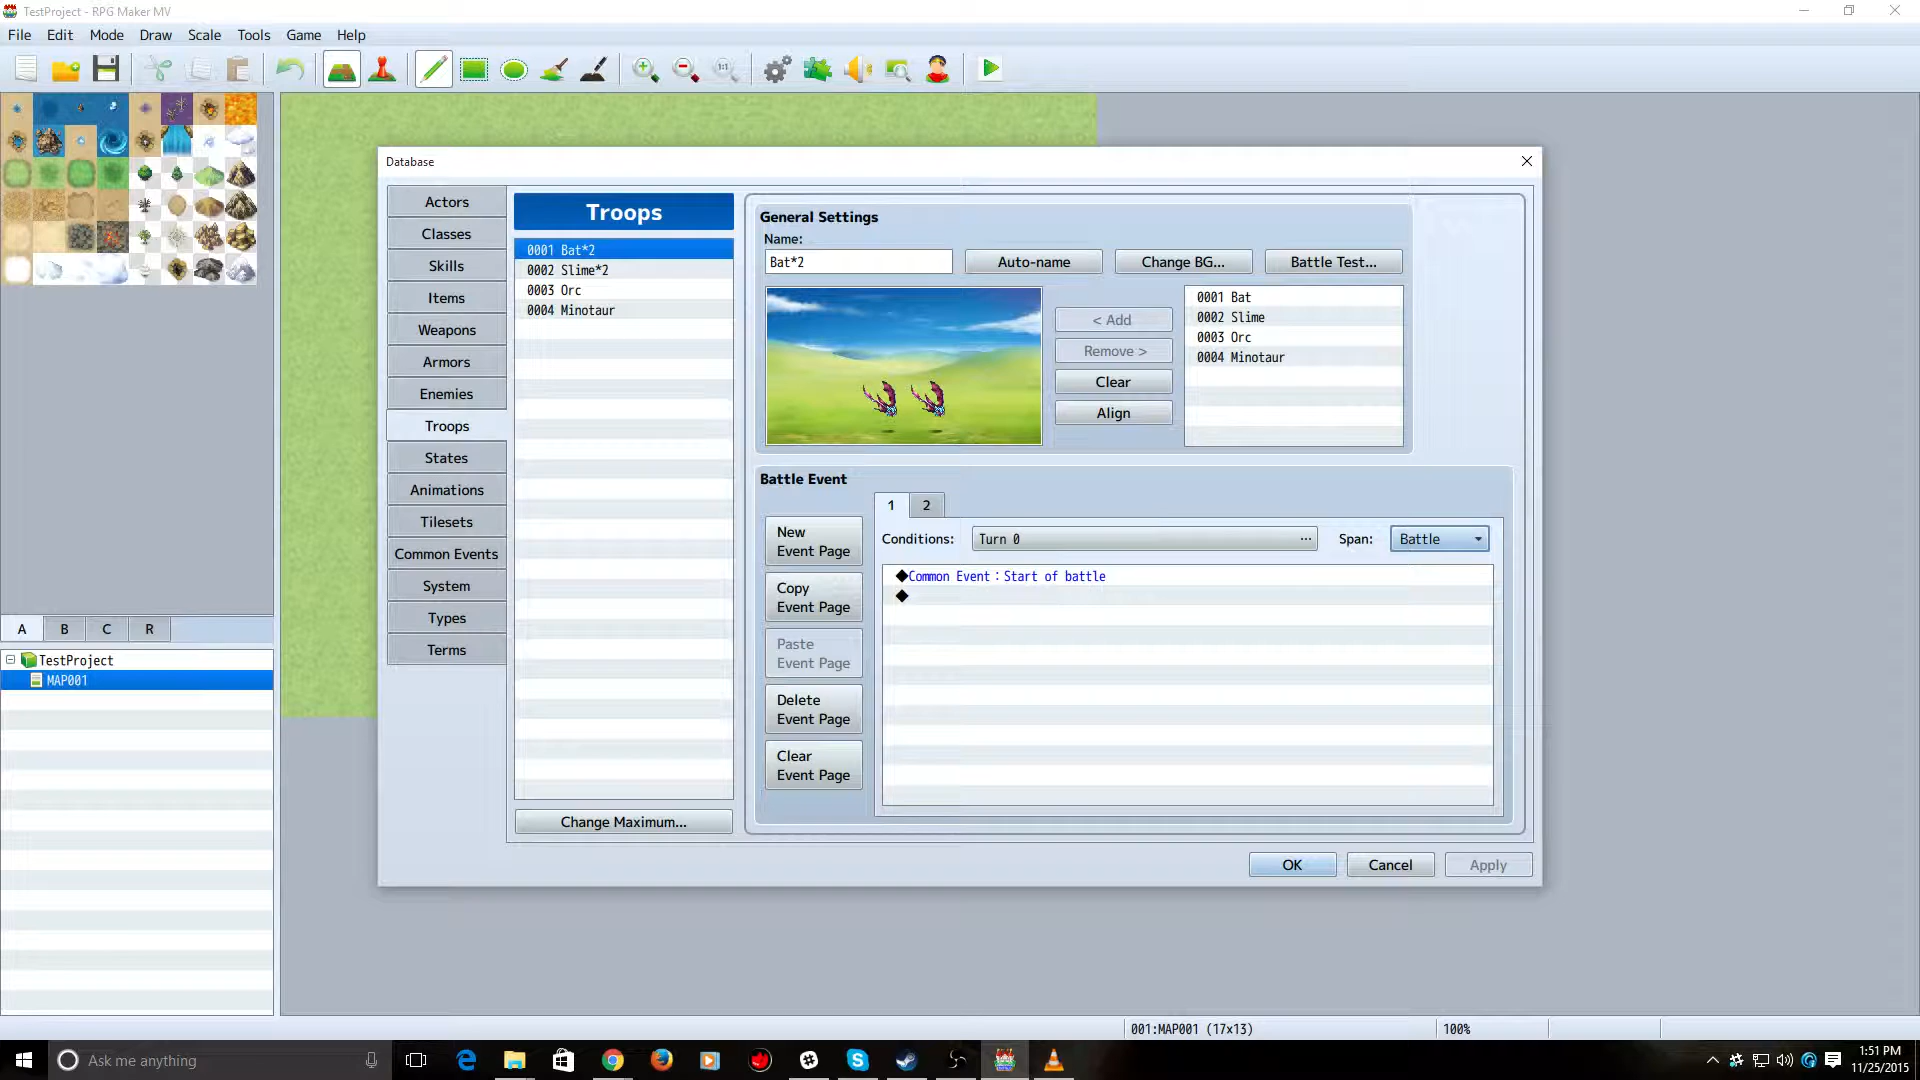 TestProject - RPG Maker MV
File Edit Mode Draw Scale Tools Game Help
1:1
Database
Actors
Classes
Skills
Items
Weapons
Armors
Enemies
Troops
States
Animations
Tilesets
Common Events
System
Types
Terms
Troops
0001 Bat*2
0002 Slime*2
0003 Orc
0004 Minotaur
Change Maximum...
General Settings
Name:
Bat*2
Auto-name
Change BG...
Battle Test...
< Add
Remove >
Clear
Align
0001 Bat
0002 Slime
0003 Orc
0004 Minotaur
Battle Event
1 2
New
Event Page
Copy
Event Page
Paste
Event Page
Delete
Event Page
Clear
Event Page
Conditions: Turn 0 ... Span: Battle
◆Common Event：Start of battle
◆
OK Cancel Apply
A B C R
TestProject
MAP001
001:MAP001 (17x13) 100%
Ask me anything
1:51 PM
11/25/2015